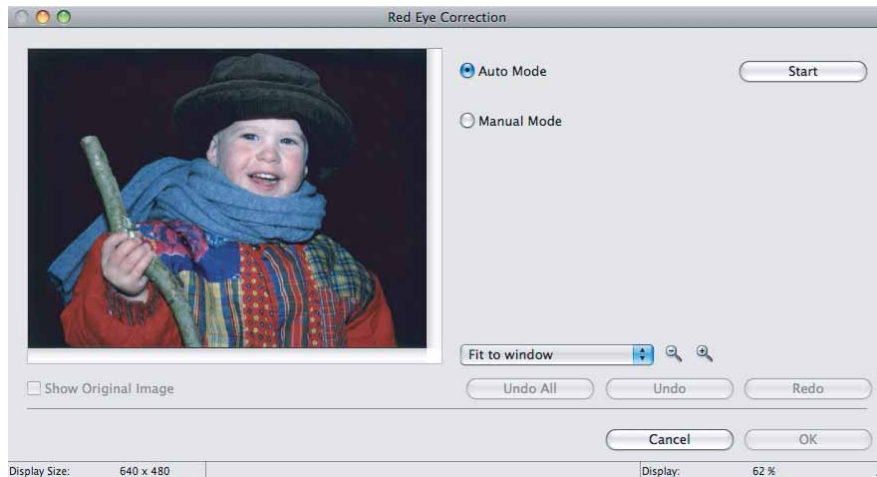 Red Eye Correction
Auto Mode
Start
Manual Mode
Fit to window
Show Original Image
Undo All
Undo
Redo
Cancel
OK
Display Size: 640 x 480
Display: 62 %